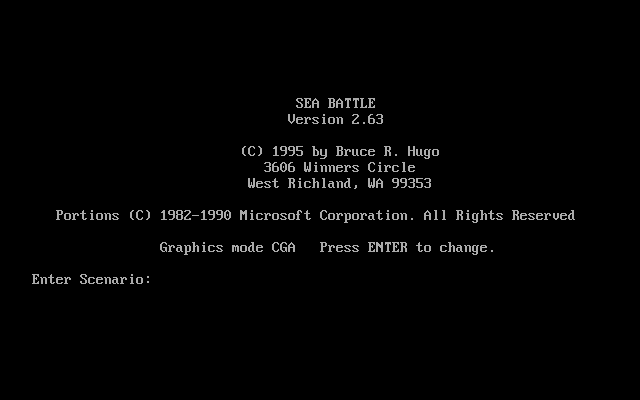 SEA BATTLE
Version 2.63
(C) 1995 by Bruce R. Hugo
3606 Winners Circle
West Richland, WA 99353
Portions (C) 1982-1990 Microsoft Corporation. All Rights Reserved
Graphics mode CGA   Press ENTER to change.
Enter Scenario: